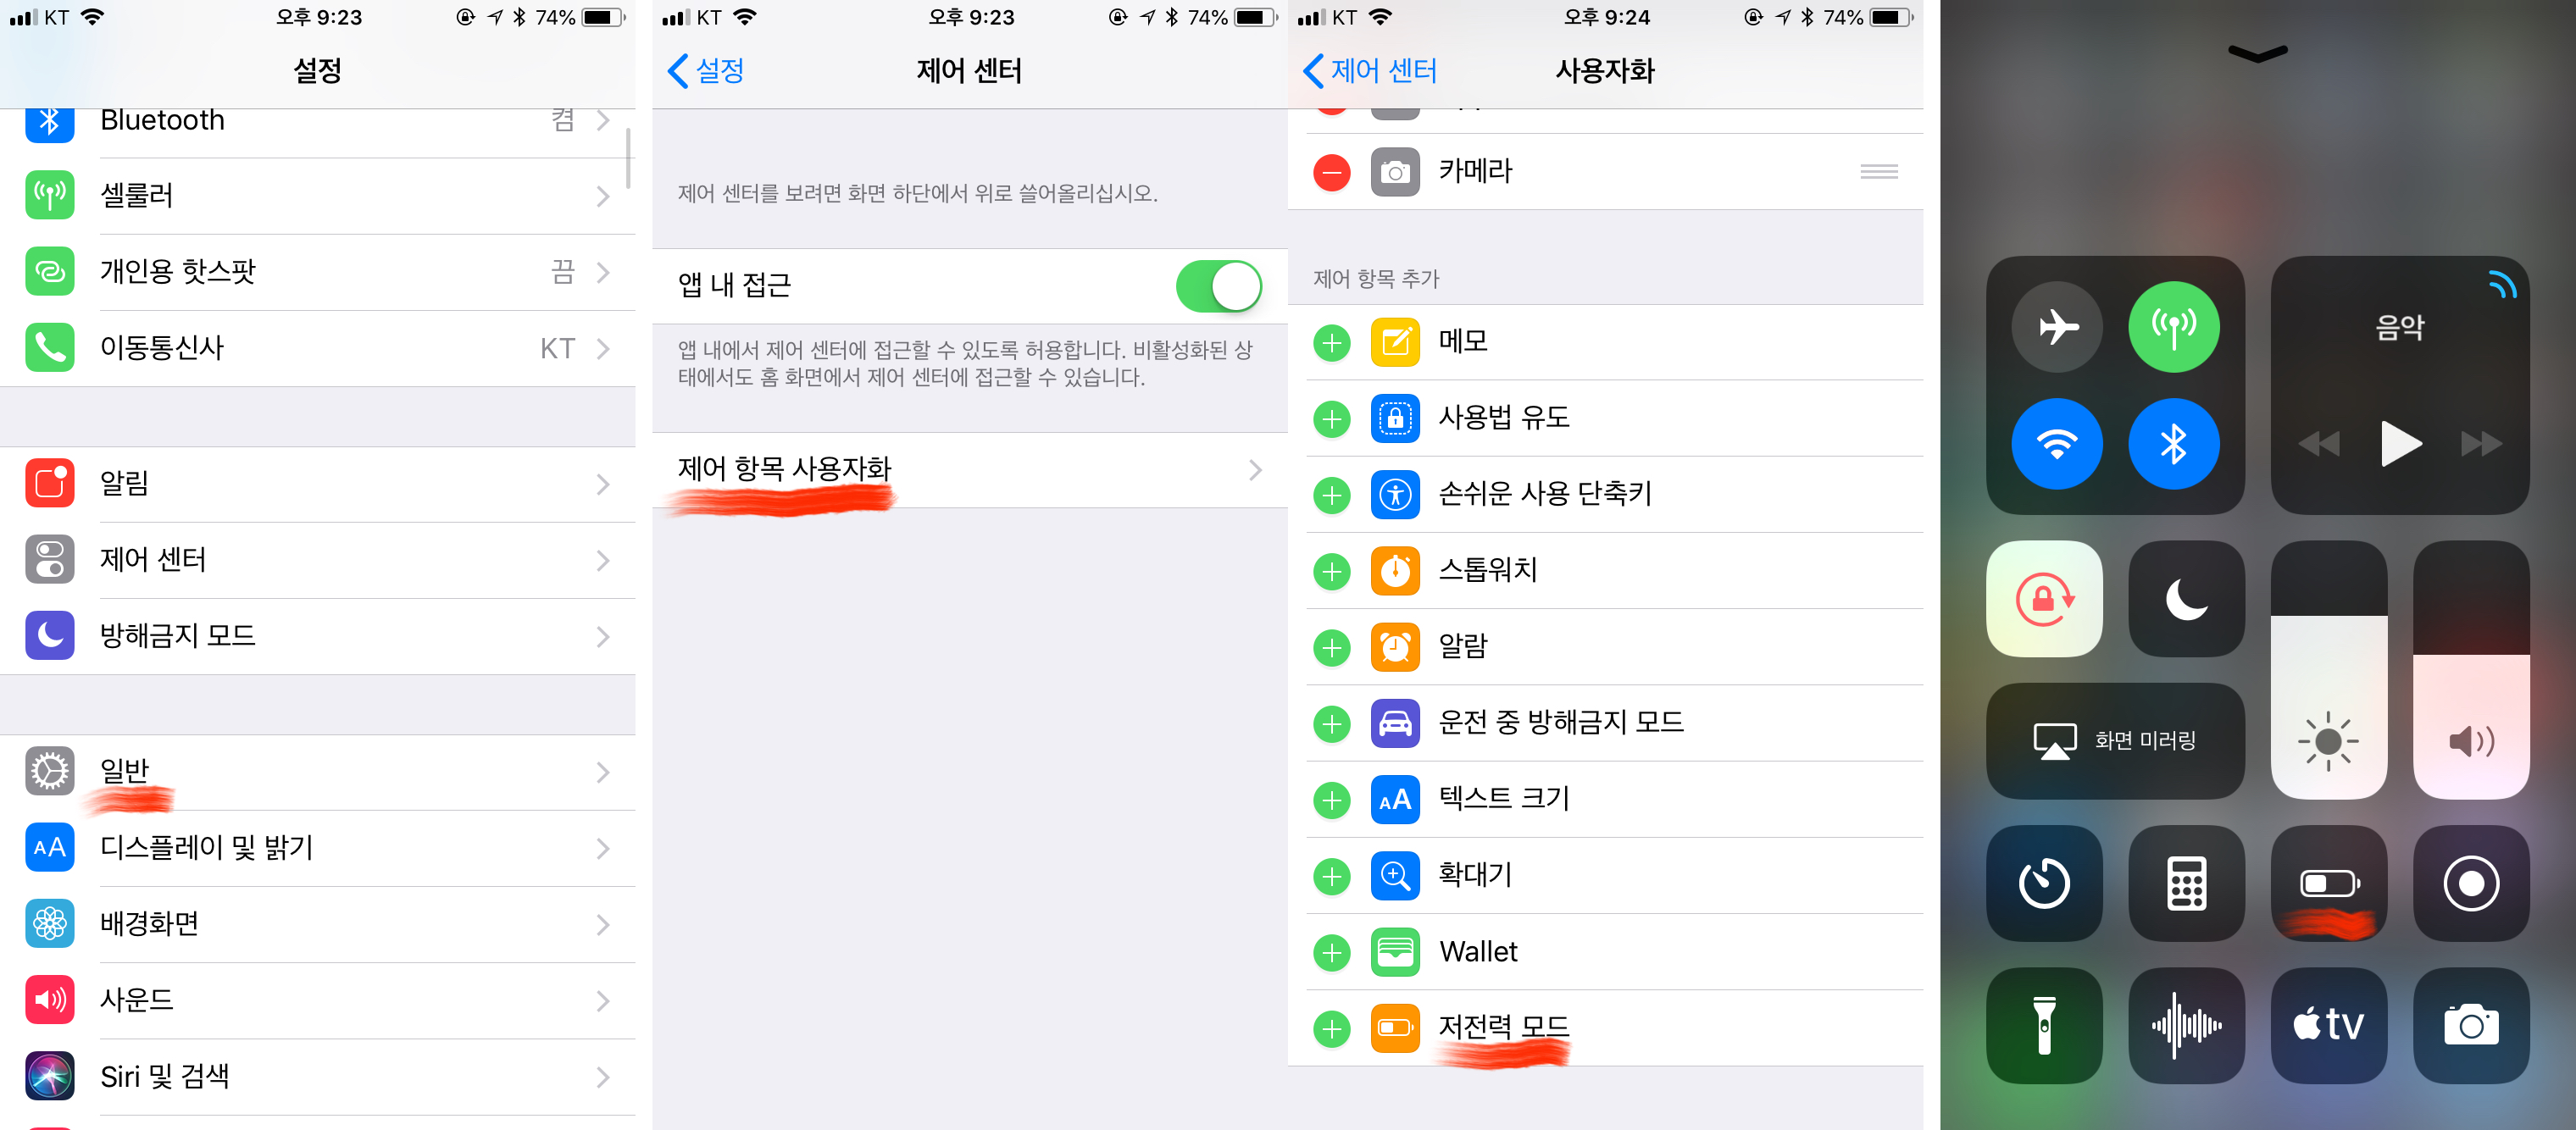 KT
오후 9:23
74%
설정
Bluetooth
켬
셀룰러
개인용 핫스팟
끔
이동통신사
KT
알림
제어 센터
방해금지 모드
일반
AA
디스플레이 및 밝기
배경화면
사운드
Siri 및 검색
KT
오후 9:23
74%
설정
제어 센터
제어 센터를 보려면 화면 하단에서 위로 쓸어올리십시오.
앱 내 접근
앱 내에서 제어 센터에 접근할 수 있도록 허용합니다. 비활성화된 상
태에서도 홈 화면에서 제어 센터에 접근할 수 있습니다.
제어 항목 사용자화
KT
오후 9:24
74%
제어 센터
사용자화
카메라
제어 항목 추가
메모
사용법 유도
손쉬운 사용 단축키
스톱워치
알람
운전 중 방해금지 모드
AA
텍스트 크기
확대기
Wallet
저전력 모드
음악
화면 미러링
tv